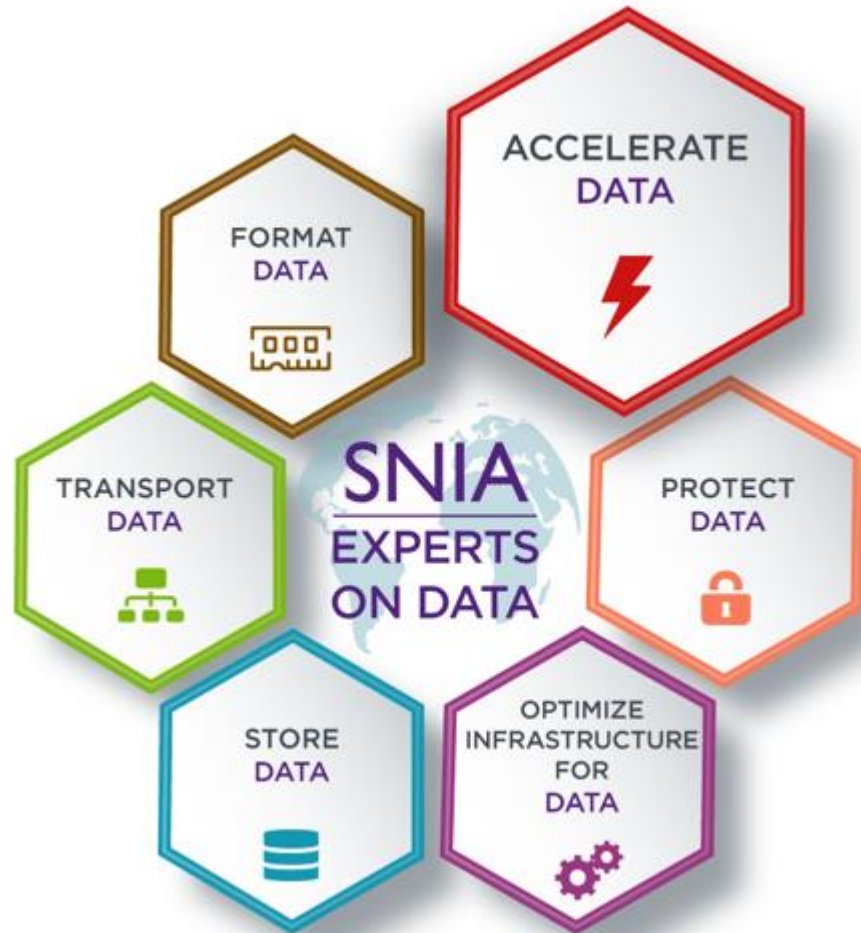 ACCELERATE
DATA
FORMAT
DATA
TRANSPORT
DATA
SNIA
EXPERTS
ON DATA
PROTECT
DATA
STORE
DATA
OPTIMIZE
INFRASTRUCTURE
FOR
DATA